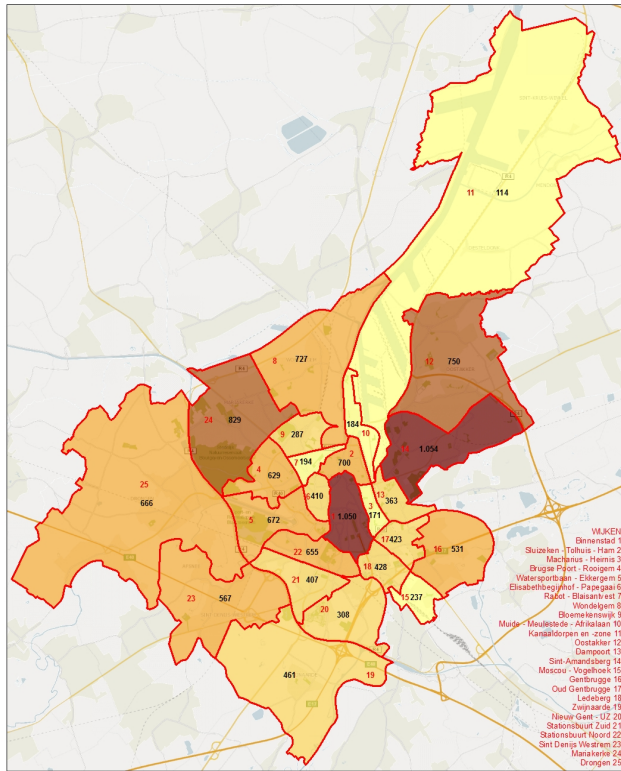 11 114
12 750
8 727
184
1.054
24 829
9 287
10
7 194
2
700
4
629
25
666
6 410
13
363
3
171
1.050
5 672
17 423
16 531
22 655
18 428
21 407
23 567
15 237
20
308
461
19
WIJKEN
Binnenstad 1
Sluizeken - Tolhuis - Ham 2
Macharius - Heirnis 3
Brugse Poort - Rooigem 4
Watersportbaan - Ekkergem 5
Elisabethbegijnhof - Papegaai 6
Rabot - Blaisantvest 7
Wondelgem 8
Bloemekenswijk 9
Muide - Meulestede - Afrikalaan 10
Kanaaldorpen en -zone 11
Oostakker 12
Dampoort 13
Sint-Amandsberg 14
Moscou - Vogelhoek 15
Gentbrugge 16
Oud Gentbrugge 17
Ledeberg 18
Zwijnaarde 19
Nieuw Gent - UZ 20
Stationsbuurt Zuid 21
Stationsbuurt Noord 22
Sint Denijs Westrem 23
Mariakerke 24
Drongen 25